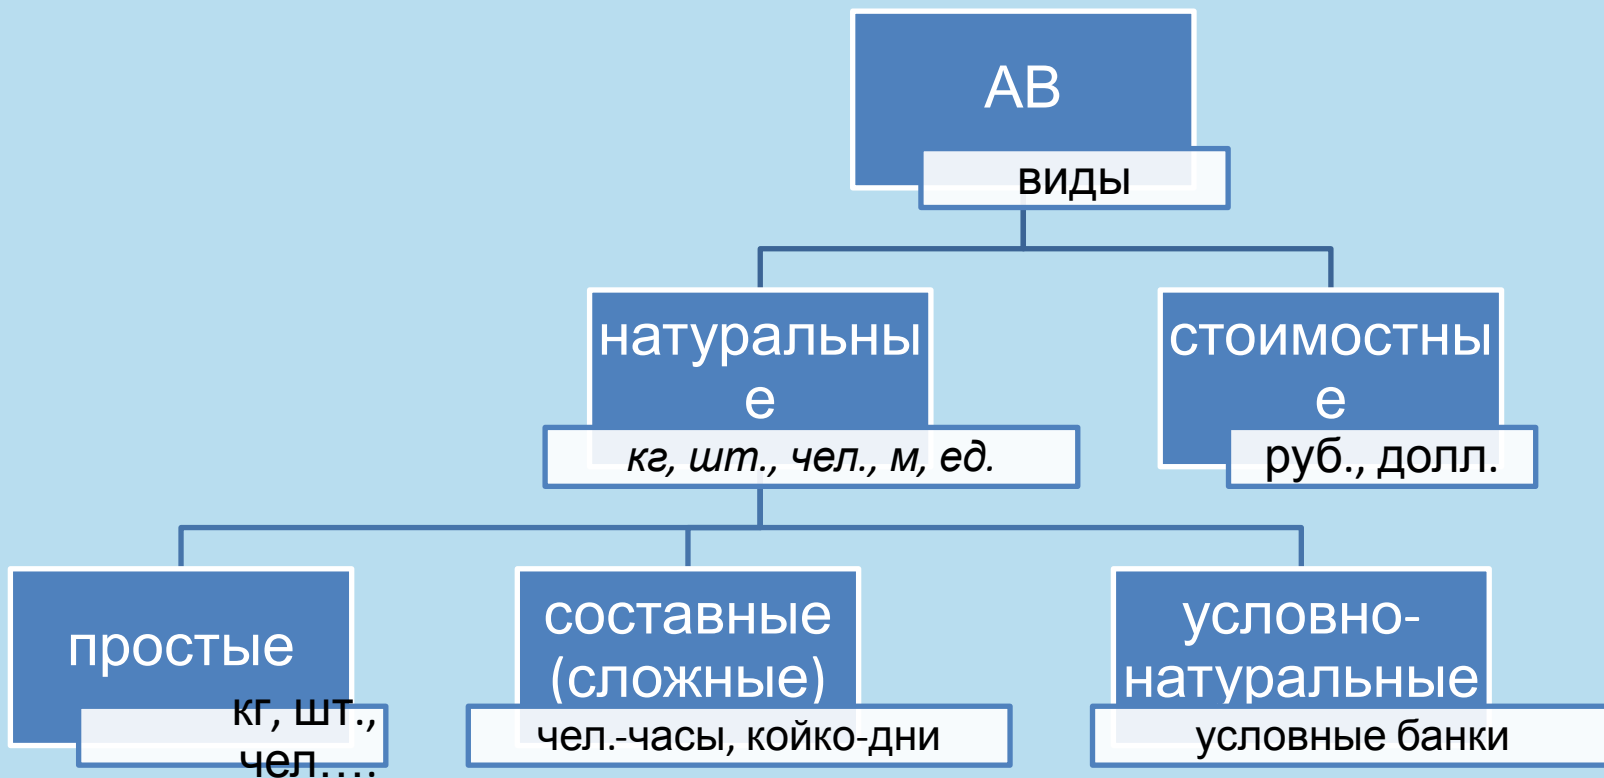 АВ
виды
натуральны
е
кг, шт., чел., м, ед.
стоимостны
е
руб., долл.
простые
кг, шт.,
чел….
составные
(сложные)
чел.-часы, койко-дни
условно-
натуральные
условные банки